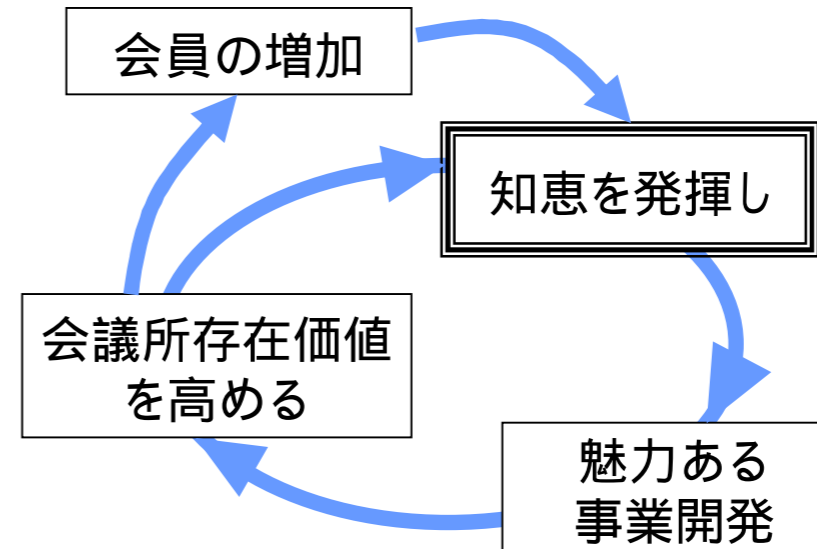 会員の増加
知恵を発揮し
会議所存在価値
を高める
魅力ある
事業開発